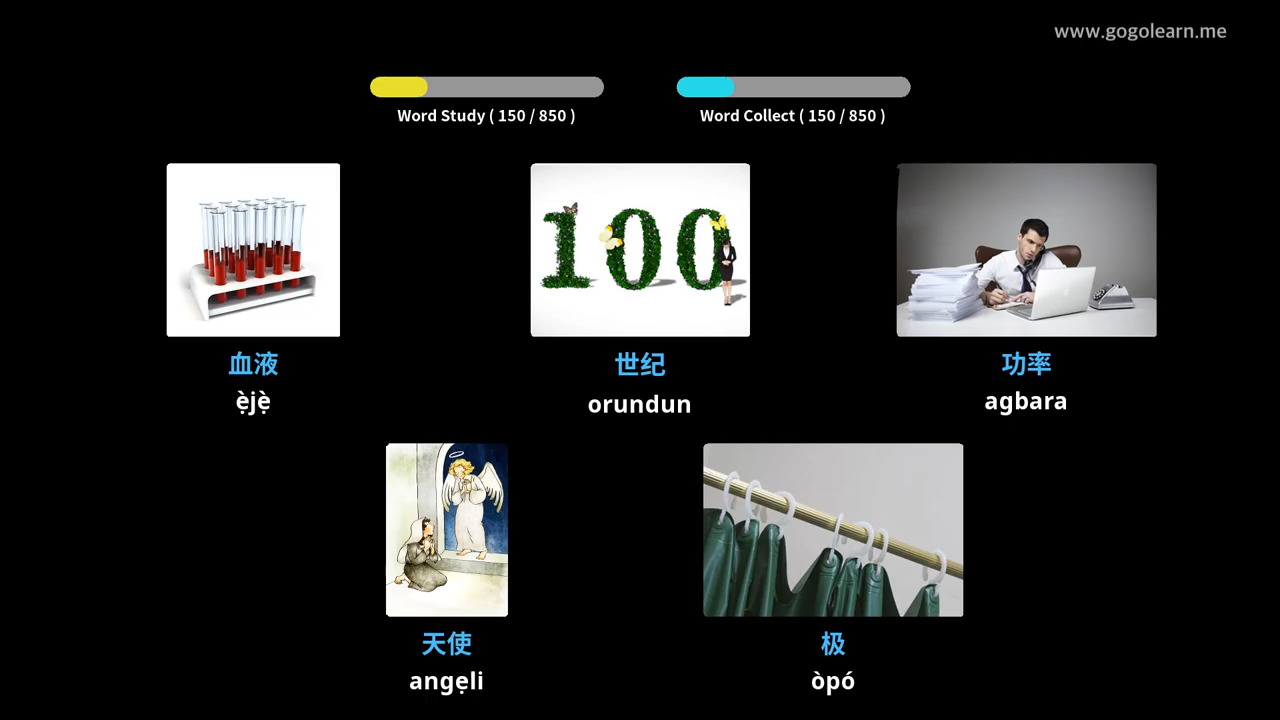 www.gogolearn.me
Word Study ( 150 / 850 )
Word Collect ( 150 / 850 )
血液
ẹ̀jẹ̀
世纪
orundun
功率
agbara
天使
angẹli
极
òpó